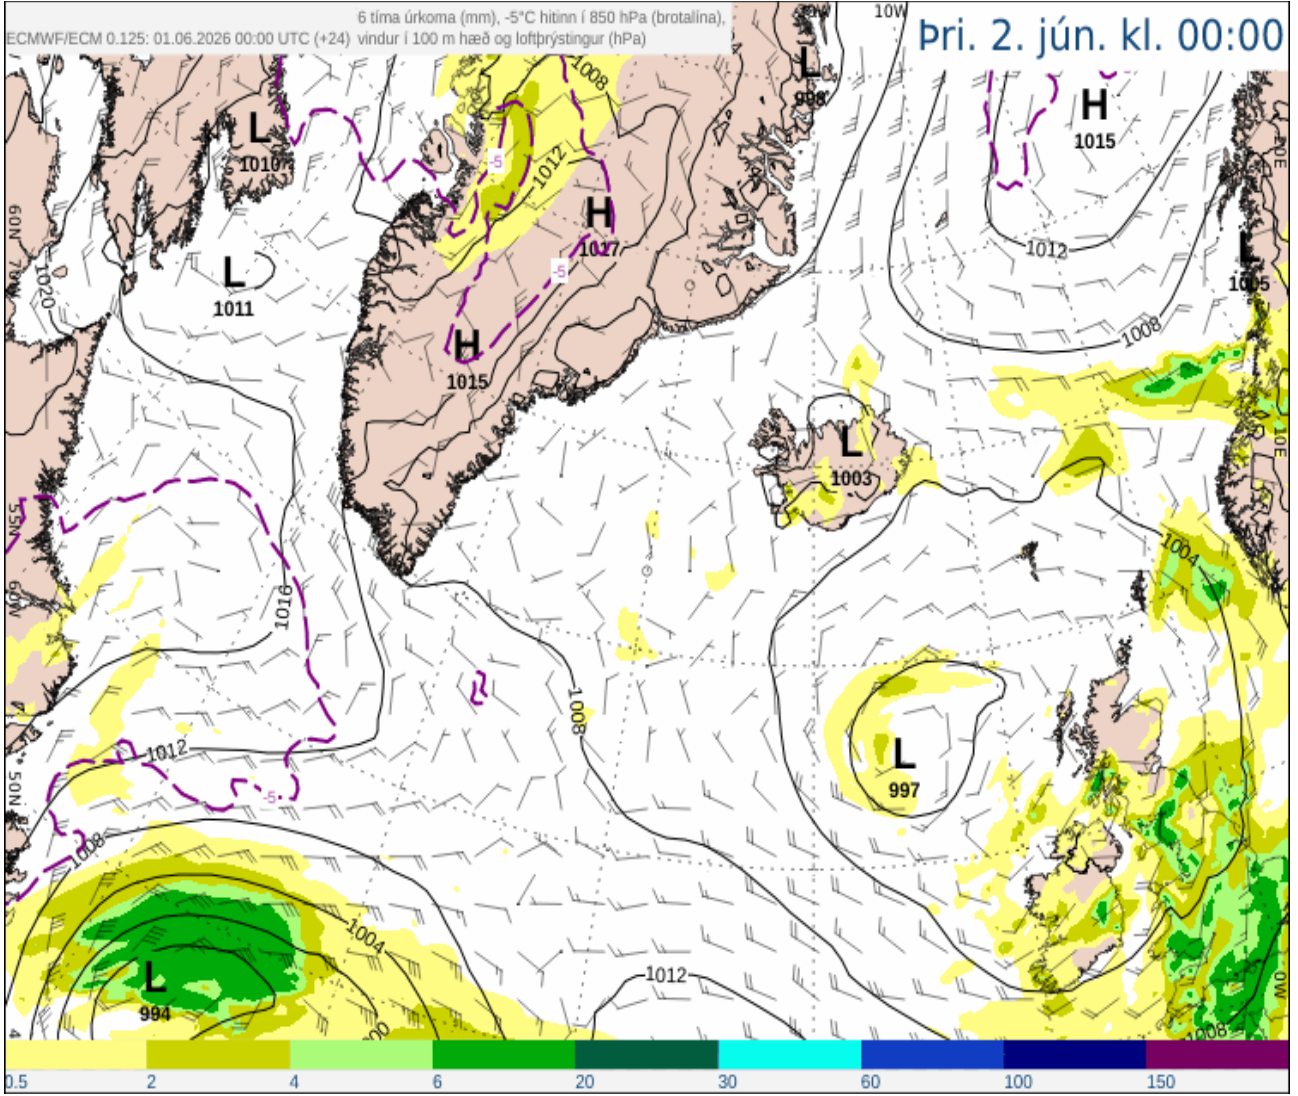 6 tíma úrkoma (mm), -5°C hitinn í 850 hPa (brotalína),
ECMWF/ECM 0.125: 01.06.2026 00:00 UTC (+24) vindur í 100 m hæð og loftþrýstingur (hPa)
Þri. 2. jún. kl. 00:00
10W
1008
L
998
H
1015
L
1010
-5
1012
H
1017
60N
1020
L
1011
-5
1012
L
1005
H
1015
1008
L
1003
10E
55N
1004
60W
1016
1008
1012
L
997
-5
50N
1008
1004
L
994
1012
0W
1008
4
0.5 2 4 6 20 30 60 100 150